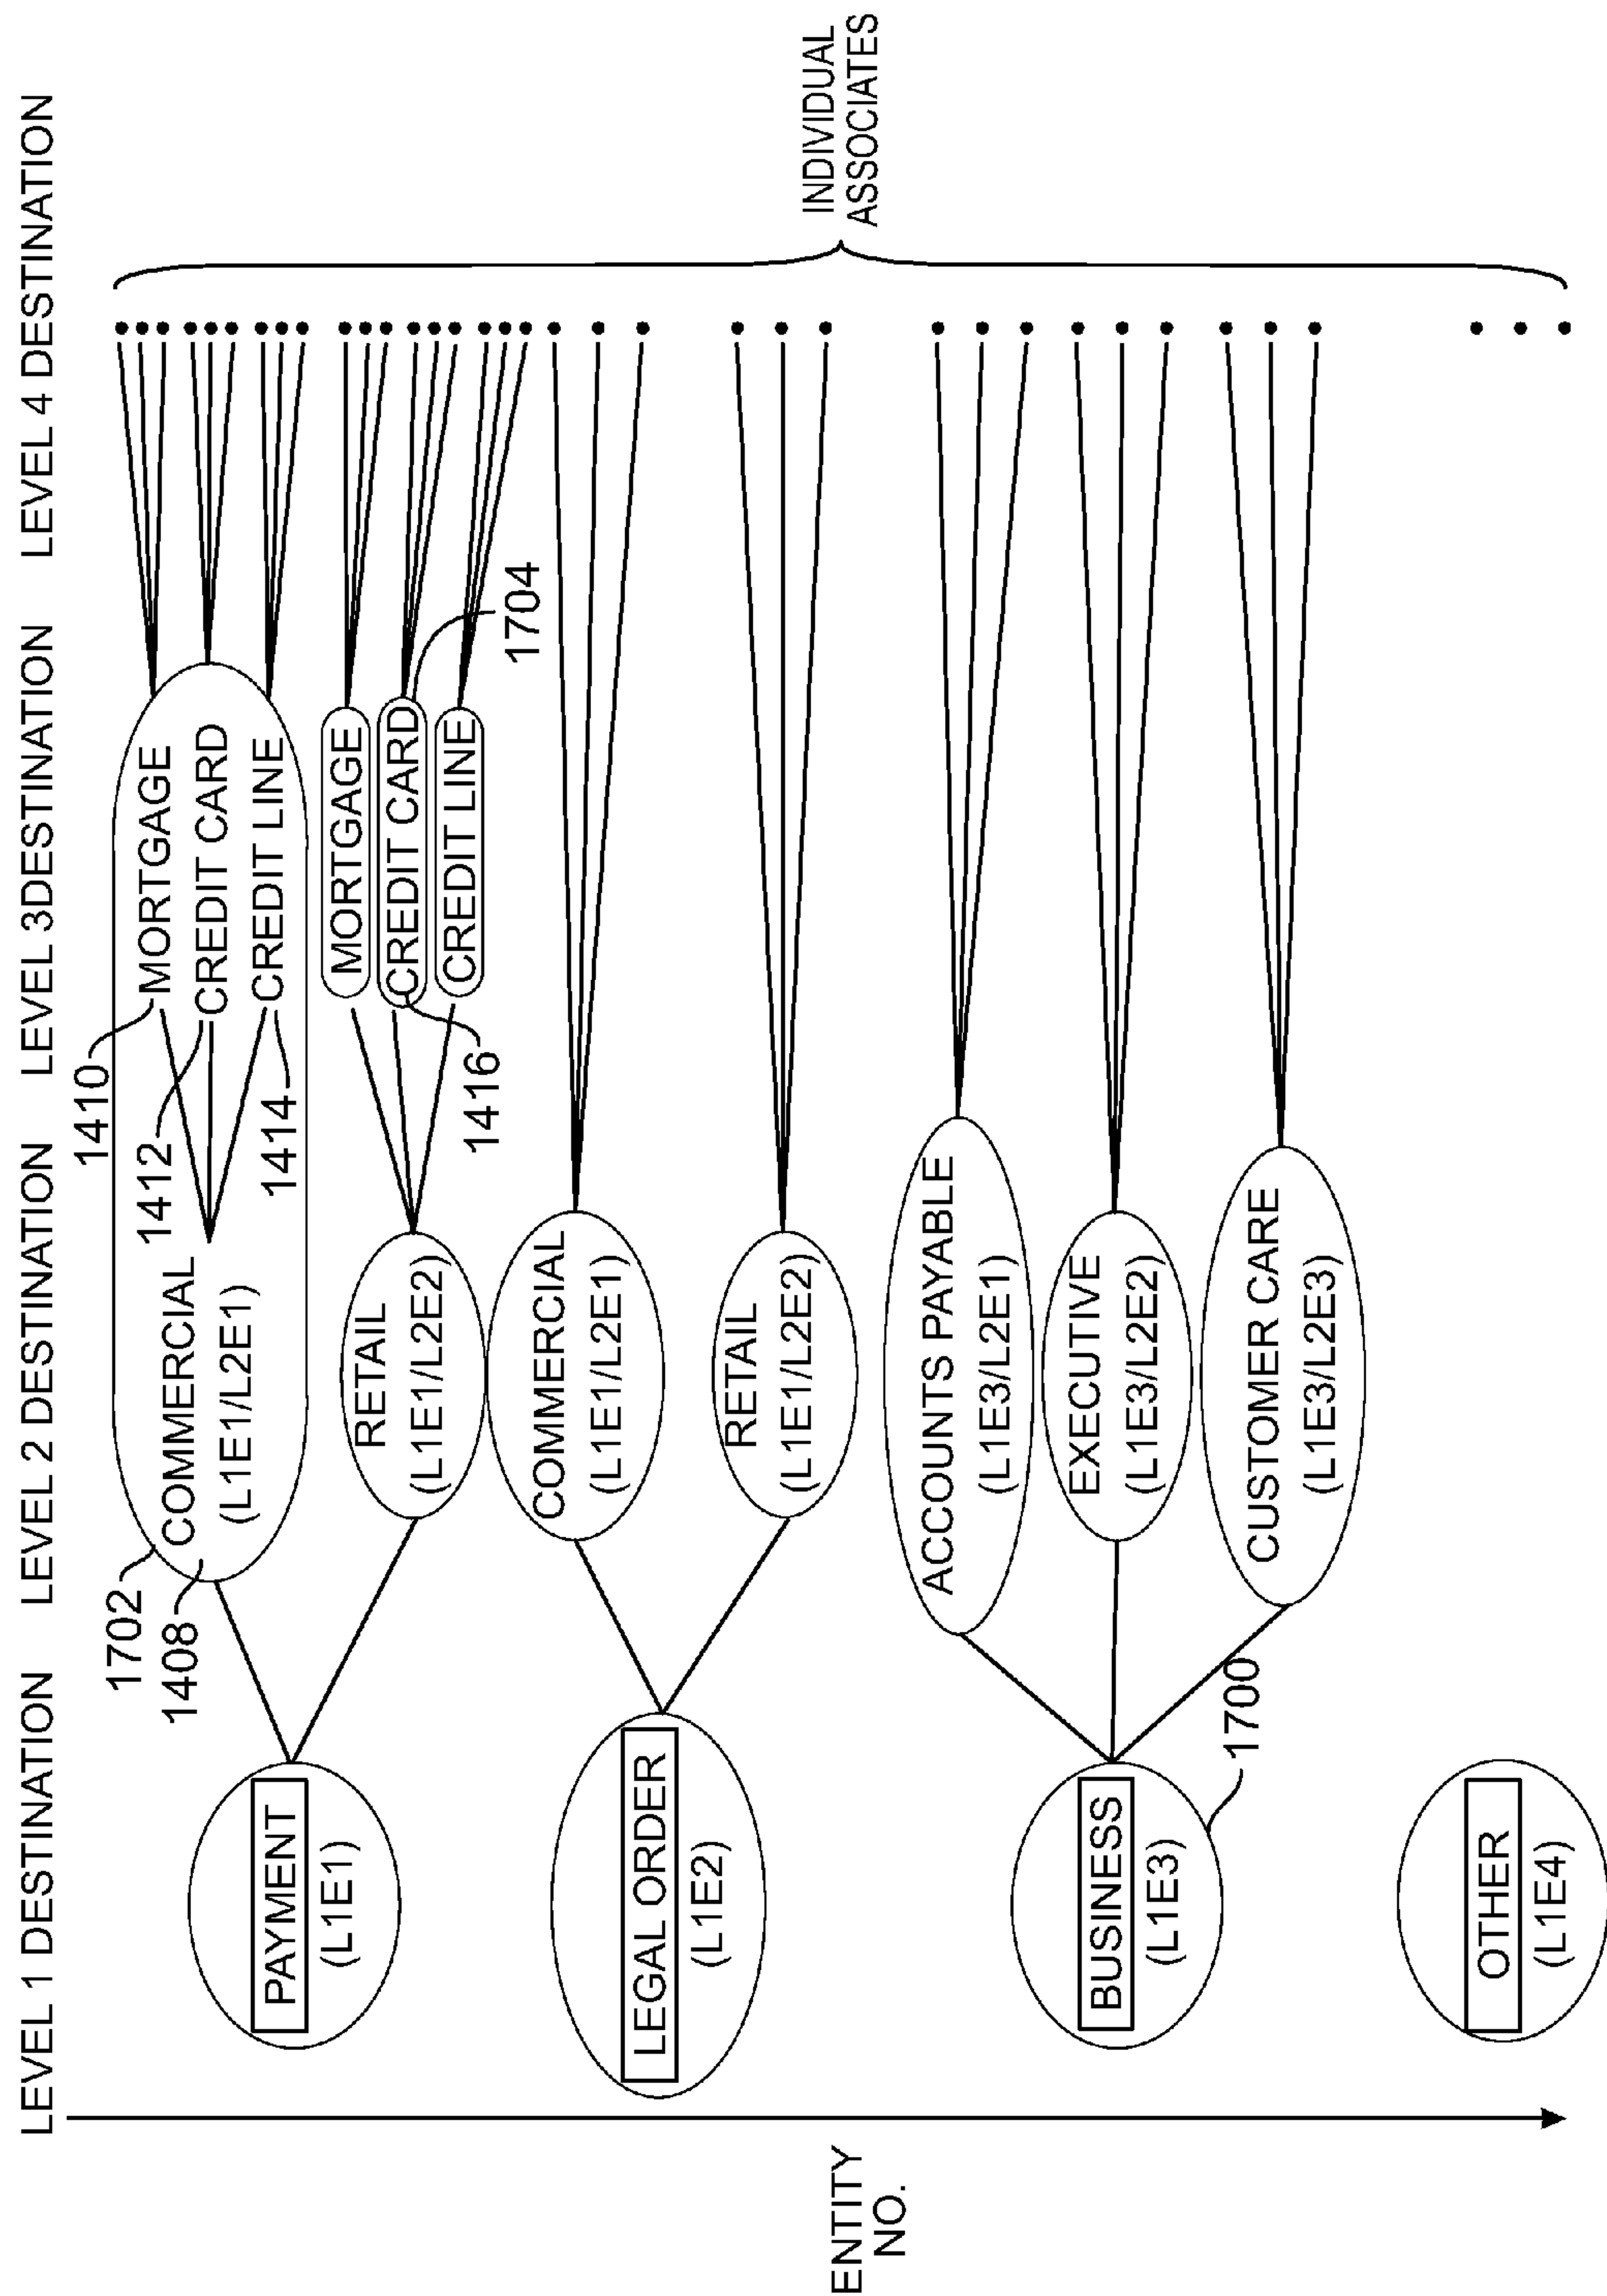 LEVEL 1 DESTINATION
LEVEL 2 DESTINATION
LEVEL 3DESTINATION
LEVEL 4 DESTINATION
ENTITY
NO.
PAYMENT
(L1E1)
1702
1408
COMMERCIAL
(L1E1/L2E1)
1410
1412
1414
MORTGAGE
CREDIT CARD
CREDIT LINE
RETAIL
(L1E1/L2E2)
1416
MORTGAGE
CREDIT CARD
CREDIT LINE
1704
LEGAL ORDER
(L1E2)
COMMERCIAL
(L1E1/L2E1)
RETAIL
(L1E1/L2E2)
BUSINESS
(L1E3)
1700
ACCOUNTS PAYABLE
(L1E3/L2E1)
EXECUTIVE
(L1E3/L2E2)
CUSTOMER CARE
(L1E3/L2E3)
OTHER
(L1E4)
INDIVIDUAL
ASSOCIATES